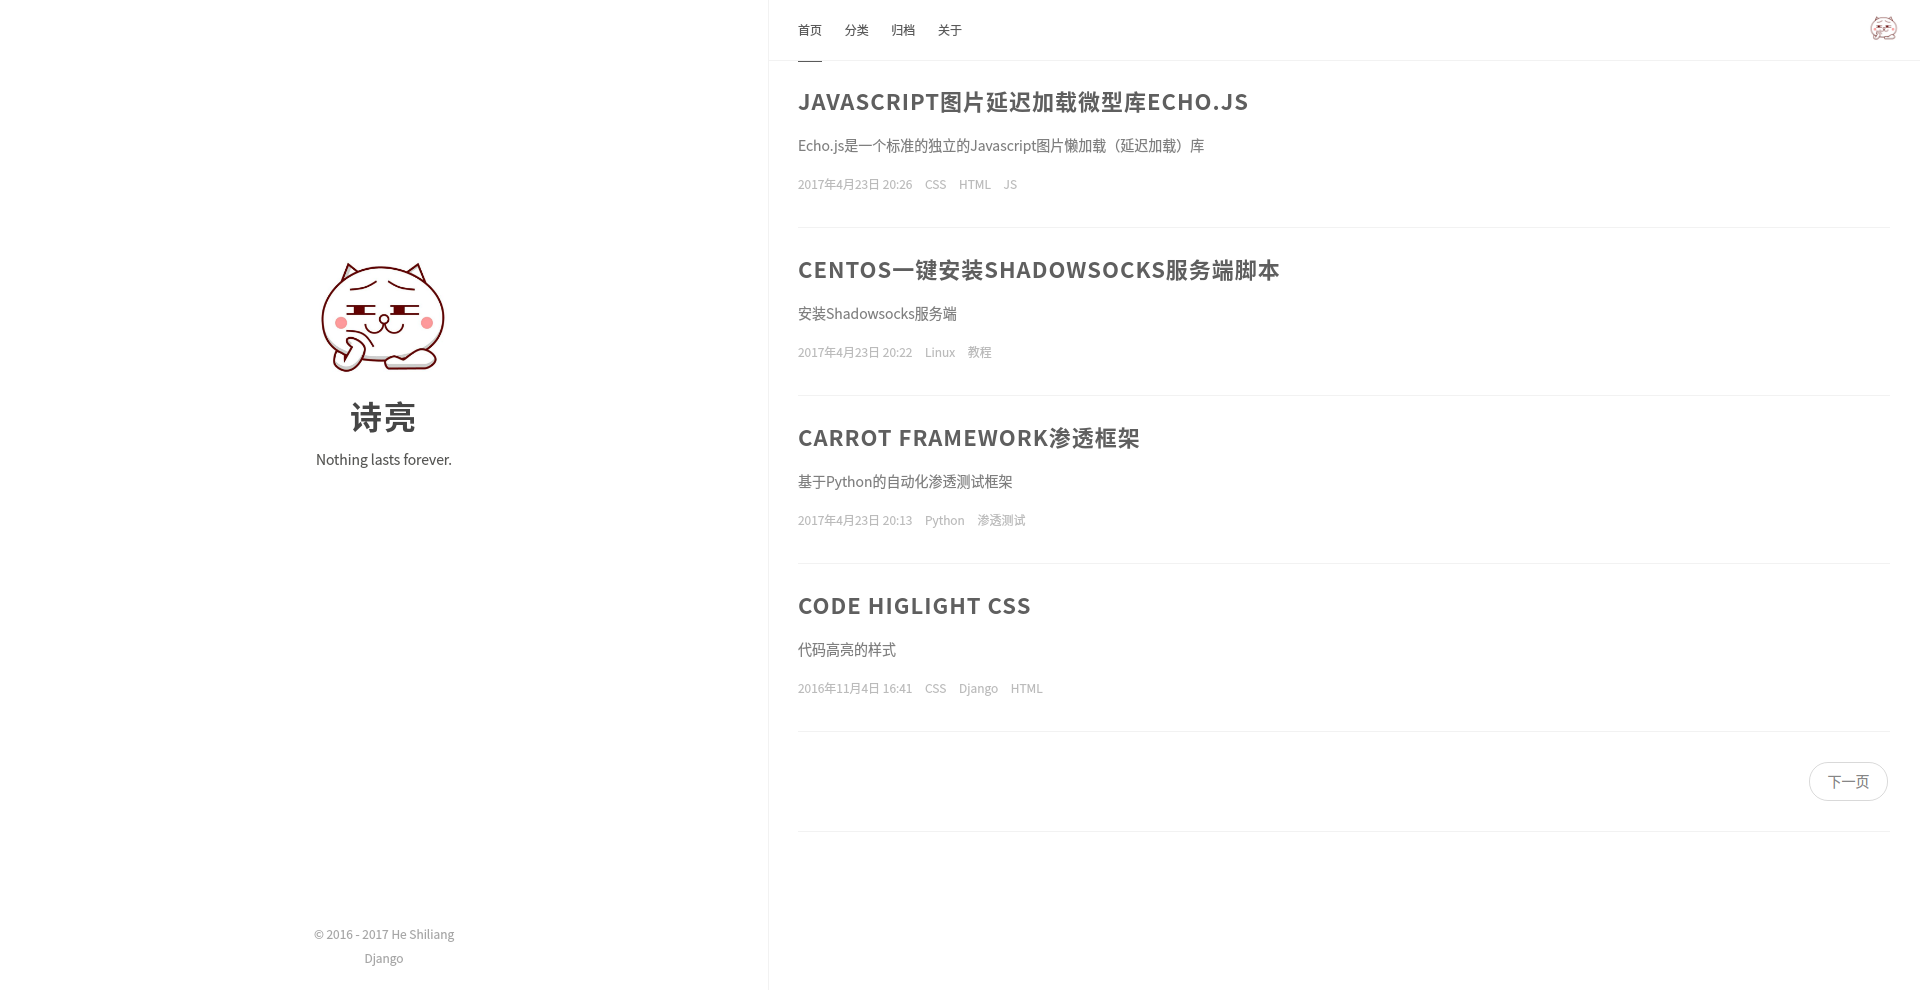 诗亮
Nothing lasts forever.
© 2016 - 2017 He Shiliang
Django
首页 分类 归档 关于
JAVASCRIPT图片延迟加载微型库ECHO.JS
Echo.js是一个标准的独立的Javascript图片懒加载（延迟加载）库
2017年4月23日 20:26 CSS HTML JS
CENTOS一键安装SHADOWSOCKS服务端脚本
安装Shadowsocks服务端
2017年4月23日 20:22 Linux 教程
CARROT FRAMEWORK渗透框架
基于Python的自动化渗透测试框架
2017年4月23日 20:13 Python 渗透测试
CODE HIGLIGHT CSS
代码高亮的样式
2016年11月4日 16:41 CSS Django HTML
下一页